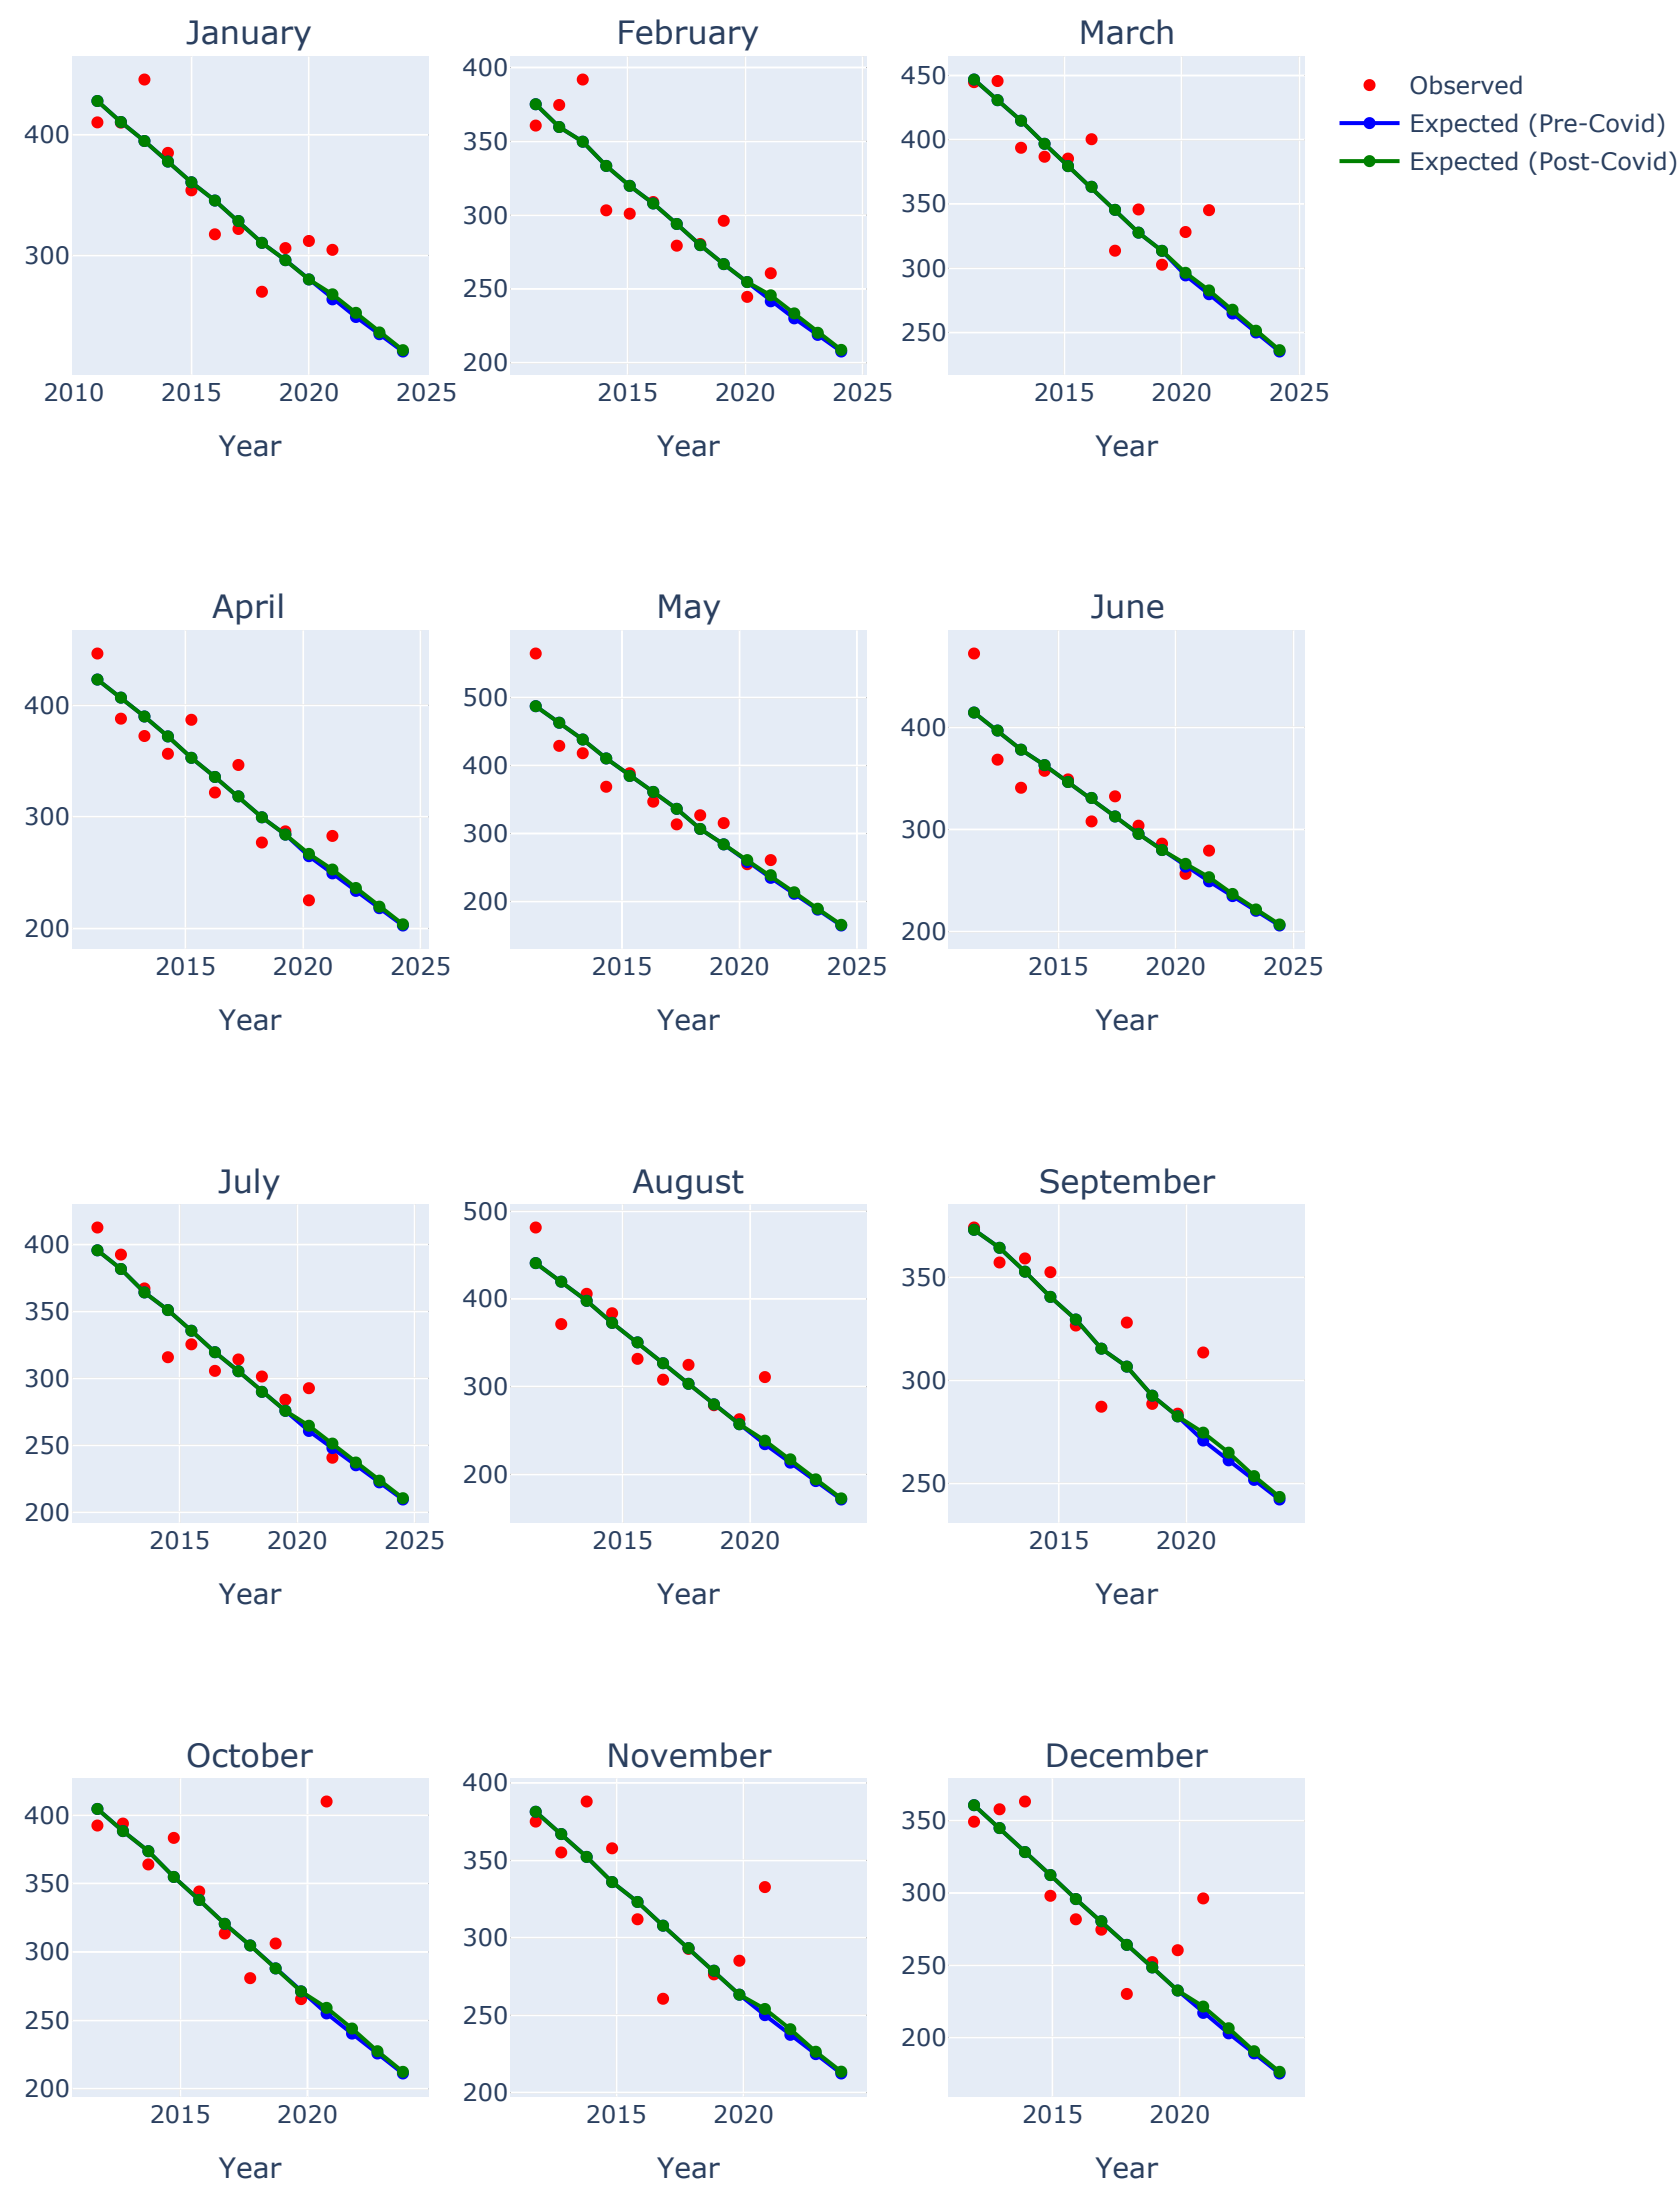 January February March
400
300
2010 2015 2020 2025
Year
400
350
300
250
200
2015 2020 2025
Year
450
400
350
300
250
2015 2020 2025
Year
Observed
Expected (Pre-Covid)
Expected (Post-Covid)
April May June
400
300
200
2015 2020 2025
Year
500
400
300
200
2015 2020 2025
Year
400
300
200
2015 2020 2025
Year
July August September
400
350
300
250
200
2015 2020 2025
Year
500
400
300
200
2015 2020
Year
350
300
250
2015 2020
Year
October November December
400
350
300
250
200
2015 2020
Year
400
350
300
250
200
2015 2020
Year
350
300
250
200
2015 2020
Year